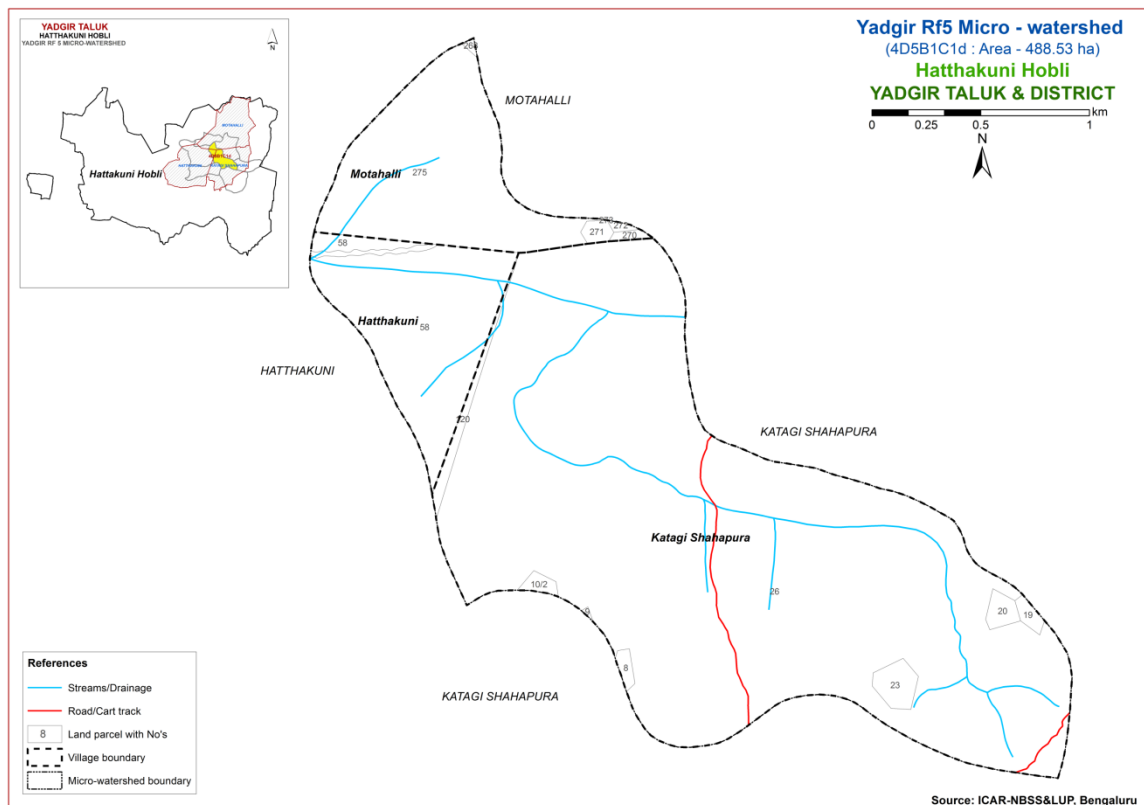 YADGIR TALUK
HATTHAKUNI HOBLI
YADGIR RF 5 MICRO-WATERSHED
N
MOTAHALLI
Hattakuni Hobli
Yadgir Rf5 Micro - watershed
(4D5B1C1d : Area - 488.53 ha)
Hatthakuni Hobli
YADGIR TALUK & DISTRICT
km
0 0.25 0.5 1
N
268
MOTAHALLI
Motahalli
275
273
272
271
270
58
Hatthakuni
58
HATTHAKUNI
120
KATAGI SHAHAPURA
Katagi Shahapura
10/2
9
26
20
19
8
23
KATAGI SHAHAPURA
References
Streams/Drainage
Road/Cart track
8 Land parcel with No's
Village boundary
Micro-watershed boundary
Source: ICAR-NBSS&LUP, Bengaluru